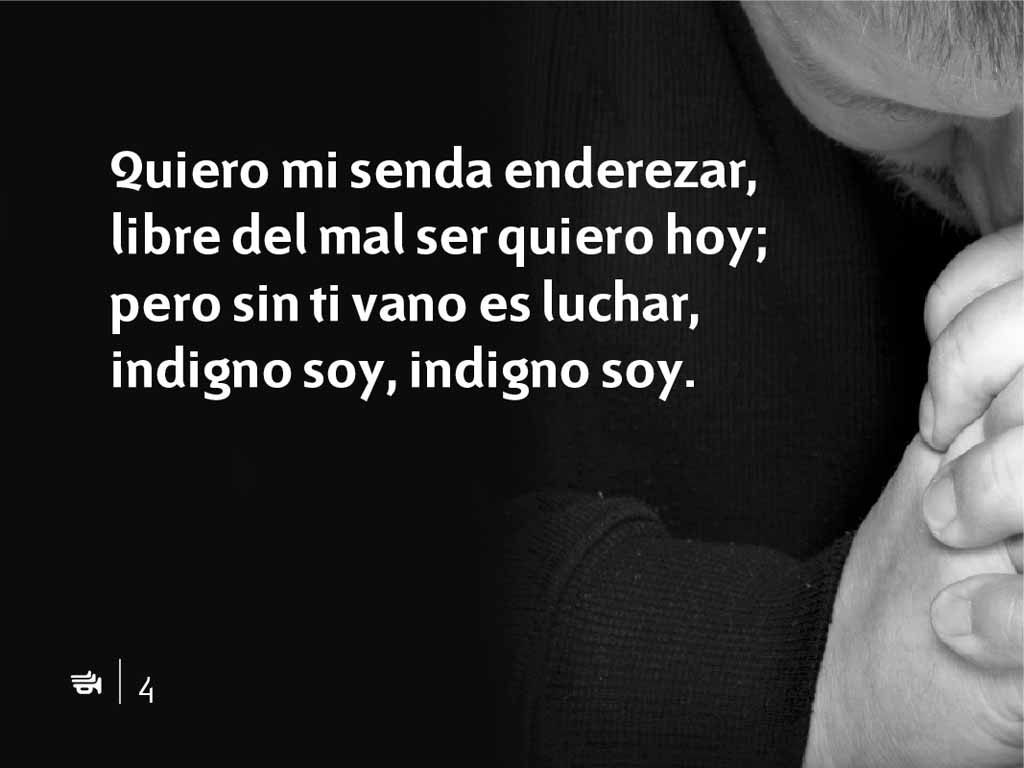 Quiero mi senda enderezar,
libre del mal ser quiero hoy;
pero sin ti vano es luchar,
indigno soy, indigno soy.
4